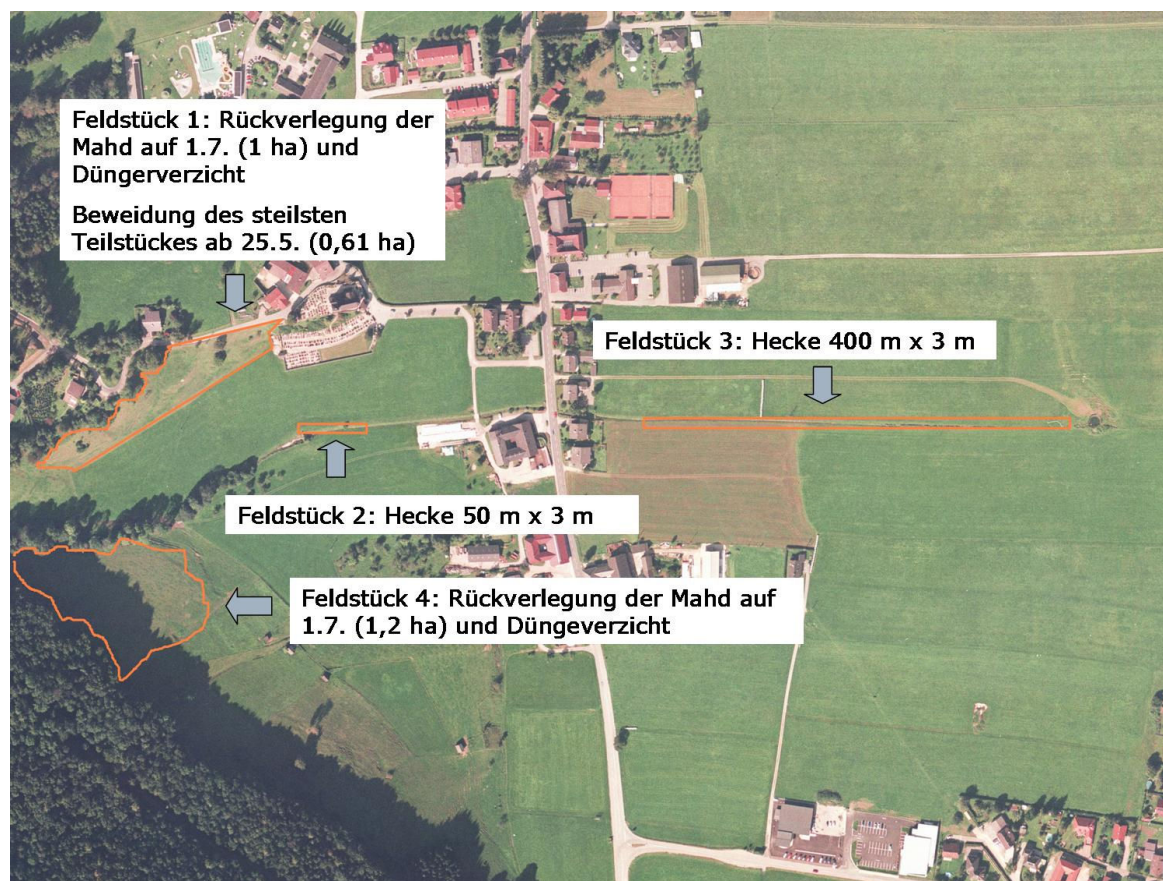 Feldstück 1: Rückverlegung der
Mahd auf 1.7. (1 ha) und
Düngerverzicht
Beweidung des steilsten
Teilstückes ab 25.5. (0,61 ha)
Feldstück 3: Hecke 400 m x 3 m
Feldstück 2: Hecke 50 m x 3 m
Feldstück 4: Rückverlegung der Mahd auf
1.7. (1,2 ha) und Düngeverzicht